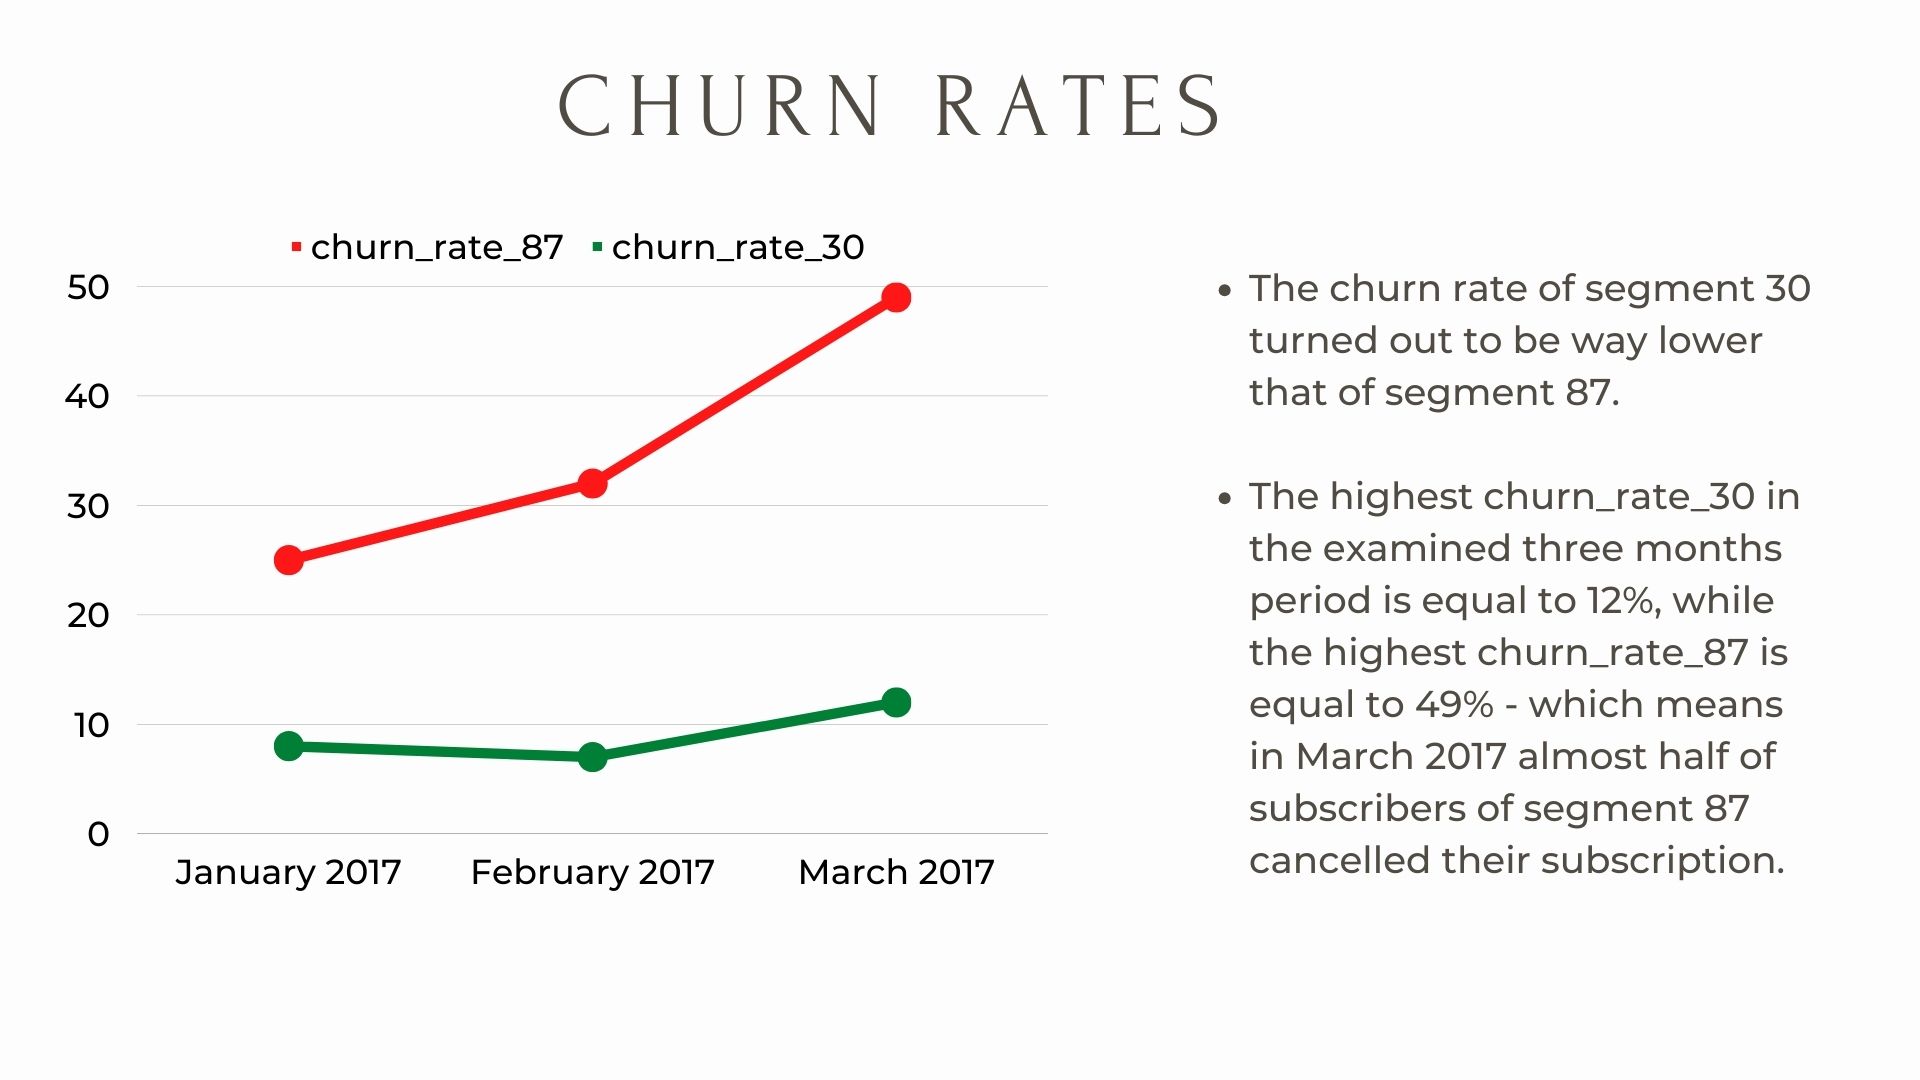 CHURN RATES
churn_rate_87 churn_rate_30
50
40
30
20
10
0
January 2017 February 2017 March 2017
• The churn rate of segment 30
turned out to be way lower
that of segment 87.
• The highest churn_rate_30 in
the examined three months
period is equal to 12%, while
the highest churn_rate_87 is
equal to 49% - which means
in March 2017 almost half of
subscribers of segment 87
cancelled their subscription.